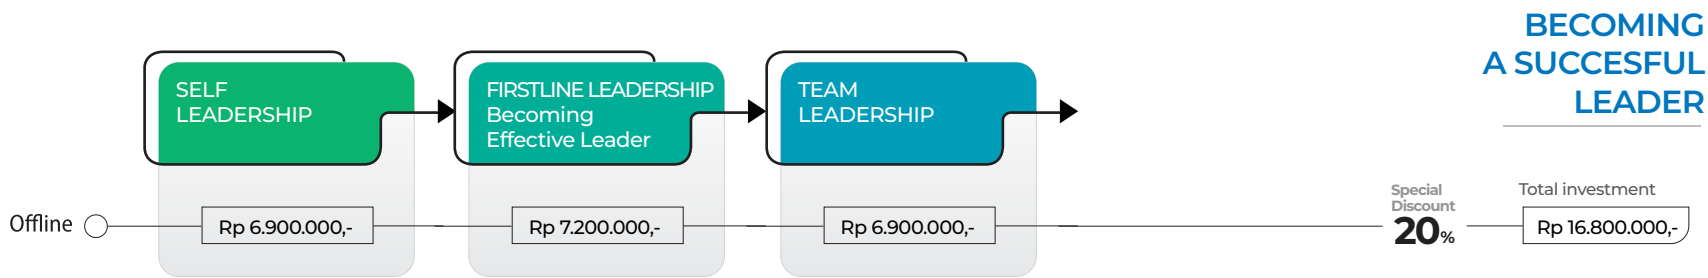 BECOMING
A SUCCESFUL
LEADER
SELF
LEADERSHIP
FIRSTLINE LEADERSHIP
Becoming
Effective Leader
TEAM
LEADERSHIP
Offline
Rp 6.900.000,-
Rp 7.200.000,-
Rp 6.900.000,-
Special
Discount
20%
Total investment
Rp 16.800.000,-